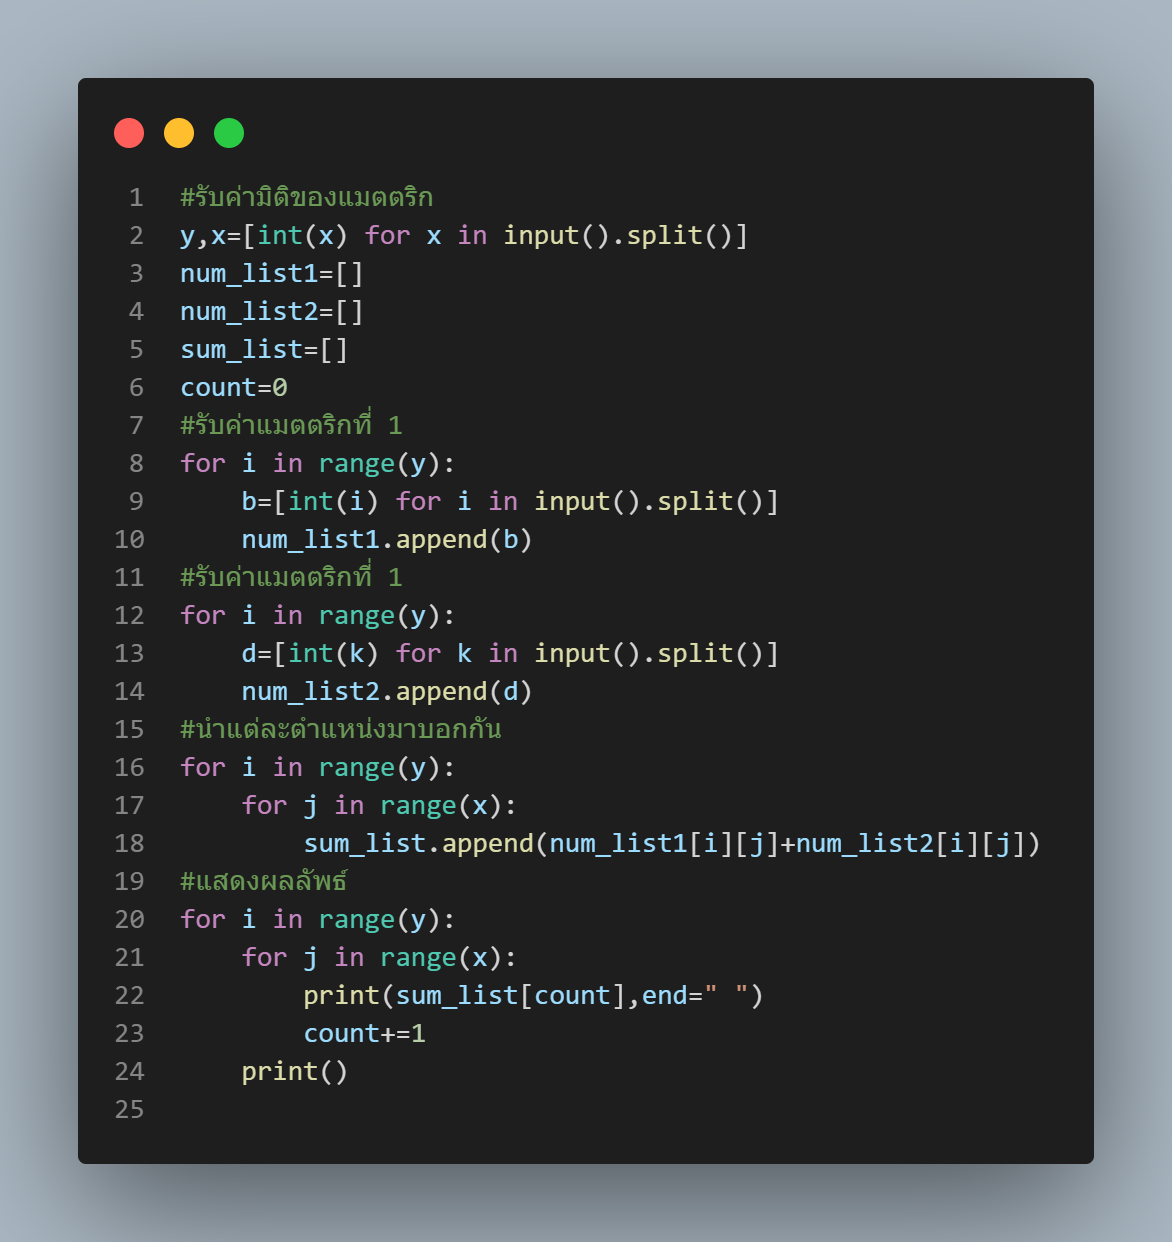 1 #รับค่ามิติของแมตตริก
2 y,x=[int(x) for x in input().split()]
3 num_list1=[]
4 num_list2=[]
5 sum_list=[]
6 count=0
7 #รับค่าแมตตริกที่ 1
8 for i in range(y):
9     b=[int(i) for i in input().split()]
10     num_list1.append(b)
11 #รับค่าแมตตริกที่ 1
12 for i in range(y):
13     d=[int(k) for k in input().split()]
14     num_list2.append(d)
15 #นำแต่ละตำแหน่งมาบอกกัน
16 for i in range(y):
17     for j in range(x):
18         sum_list.append(num_list1[i][j]+num_list2[i][j])
19 #แสดงผลลัพธ์
20 for i in range(y):
21     for j in range(x):
22         print(sum_list[count],end=" ")
23         count+=1
24     print()
25